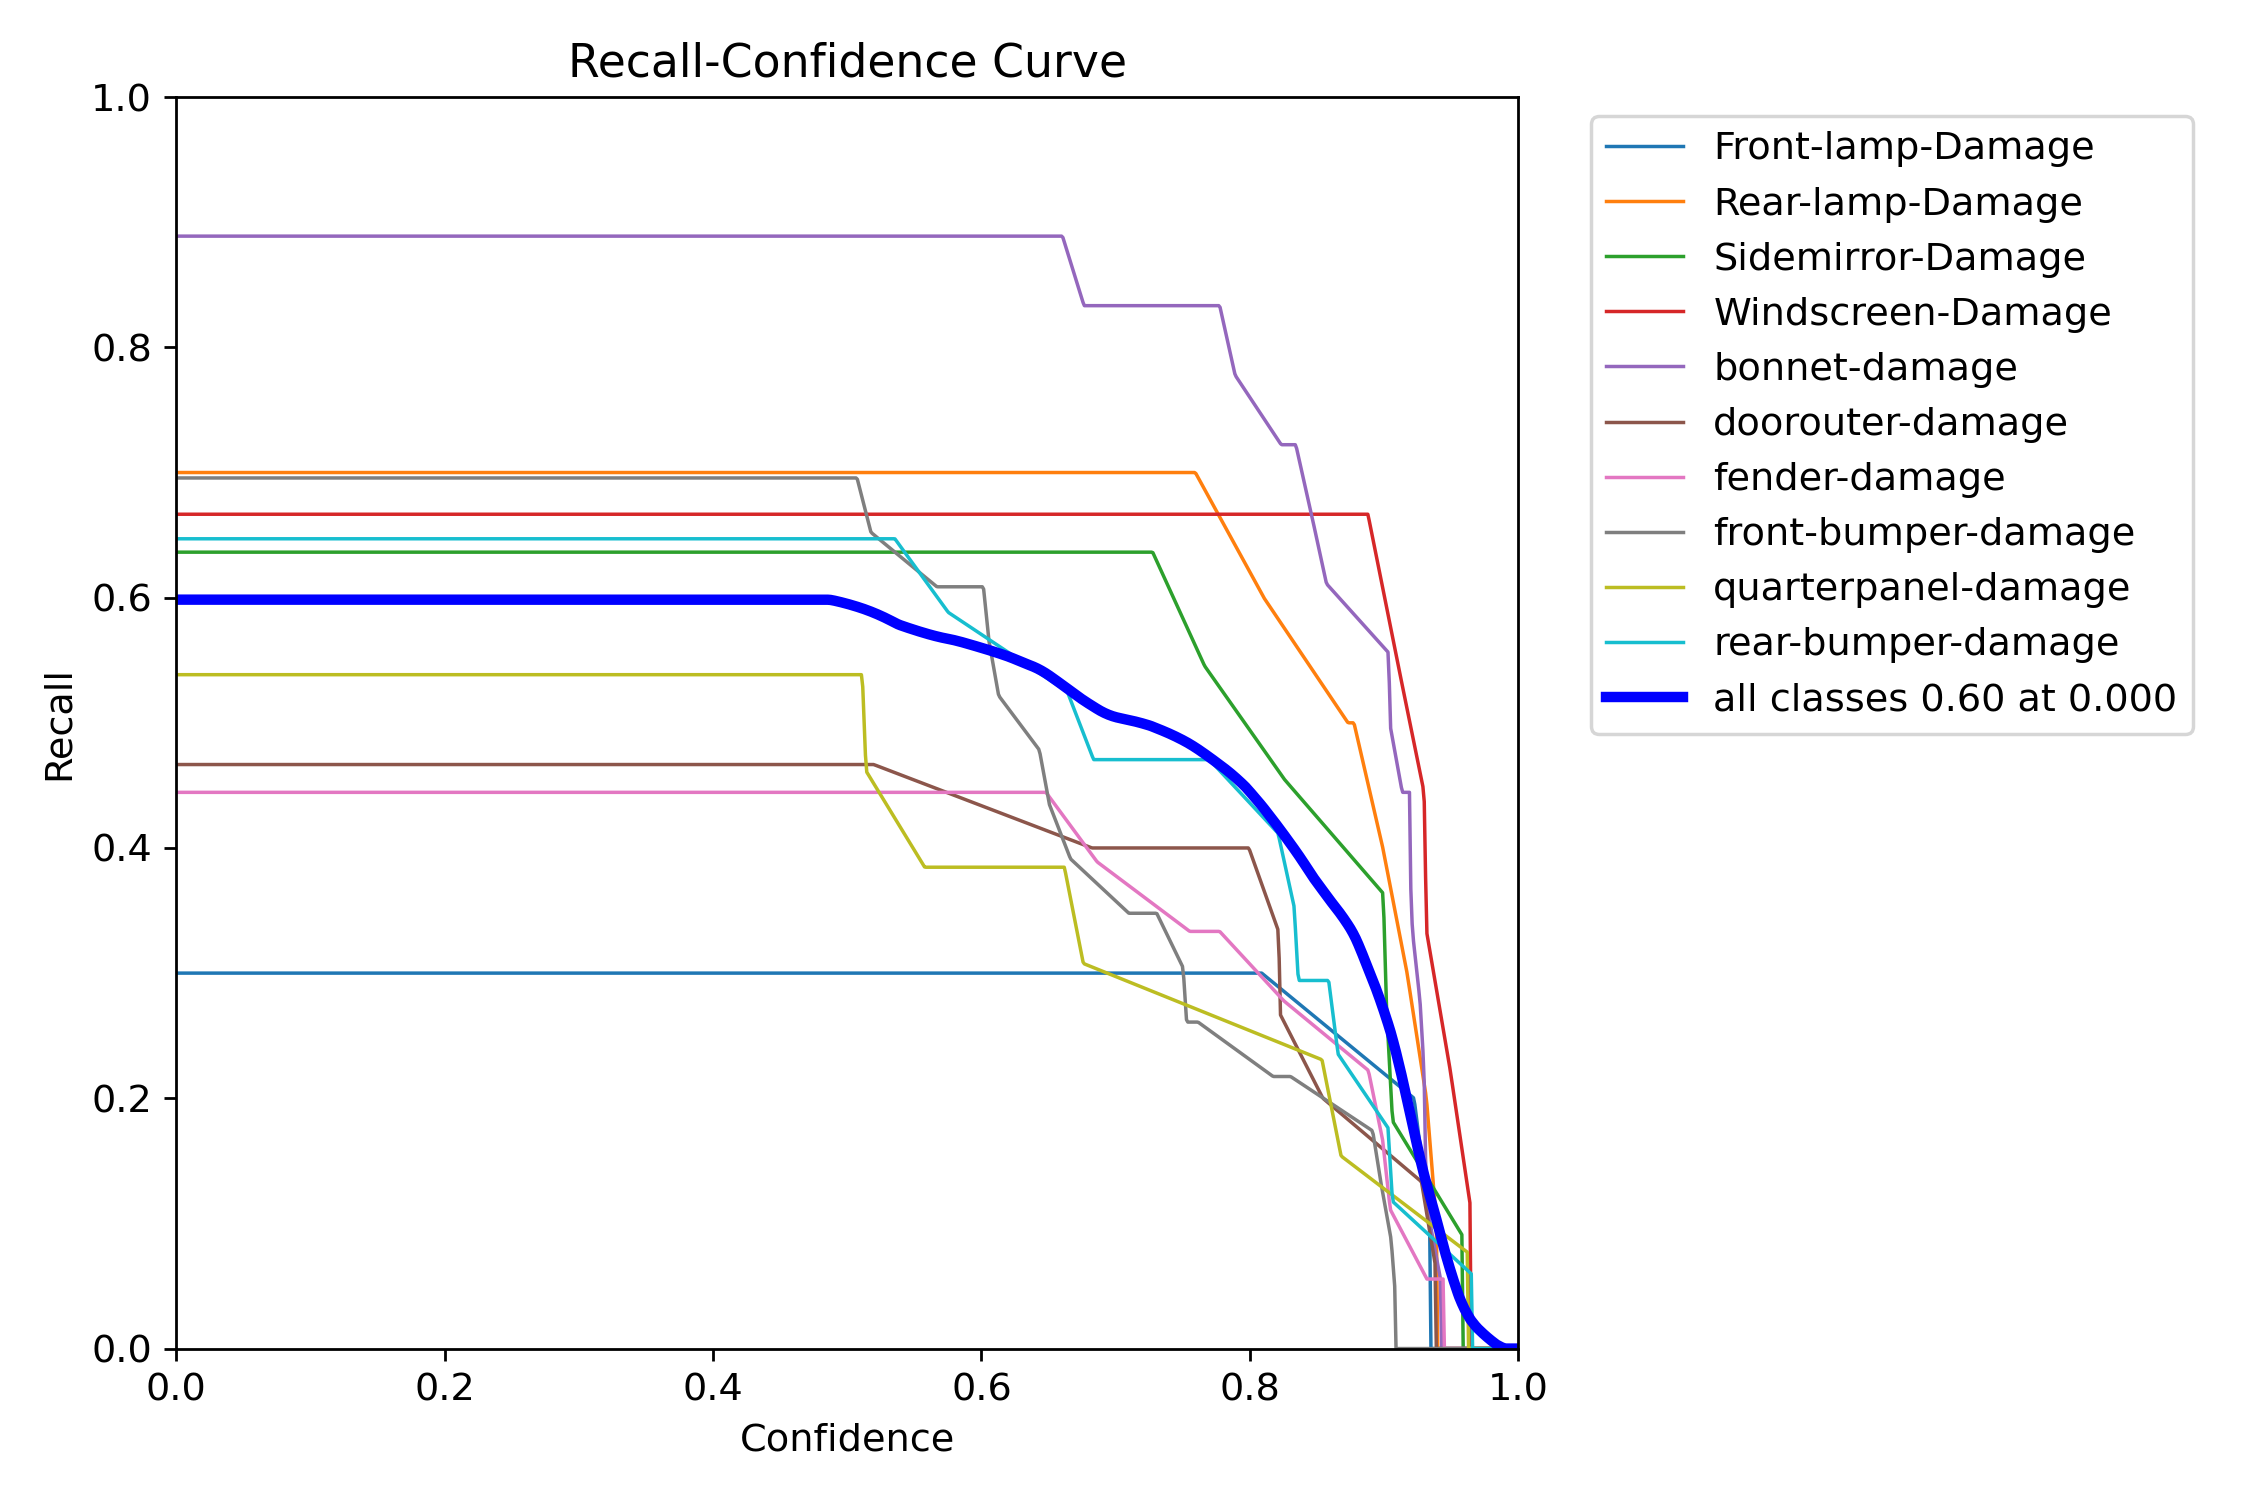 Recall-Confidence Curve
1.0
0.8
0.6
0.4
0.2
0.0
Recall
0.0 0.2 0.4 0.6 0.8 1.0
Confidence
Front-lamp-Damage
Rear-lamp-Damage
Sidemirror-Damage
Windscreen-Damage
bonnet-damage
doorouter-damage
fender-damage
front-bumper-damage
quarterpanel-damage
rear-bumper-damage
all classes 0.60 at 0.000